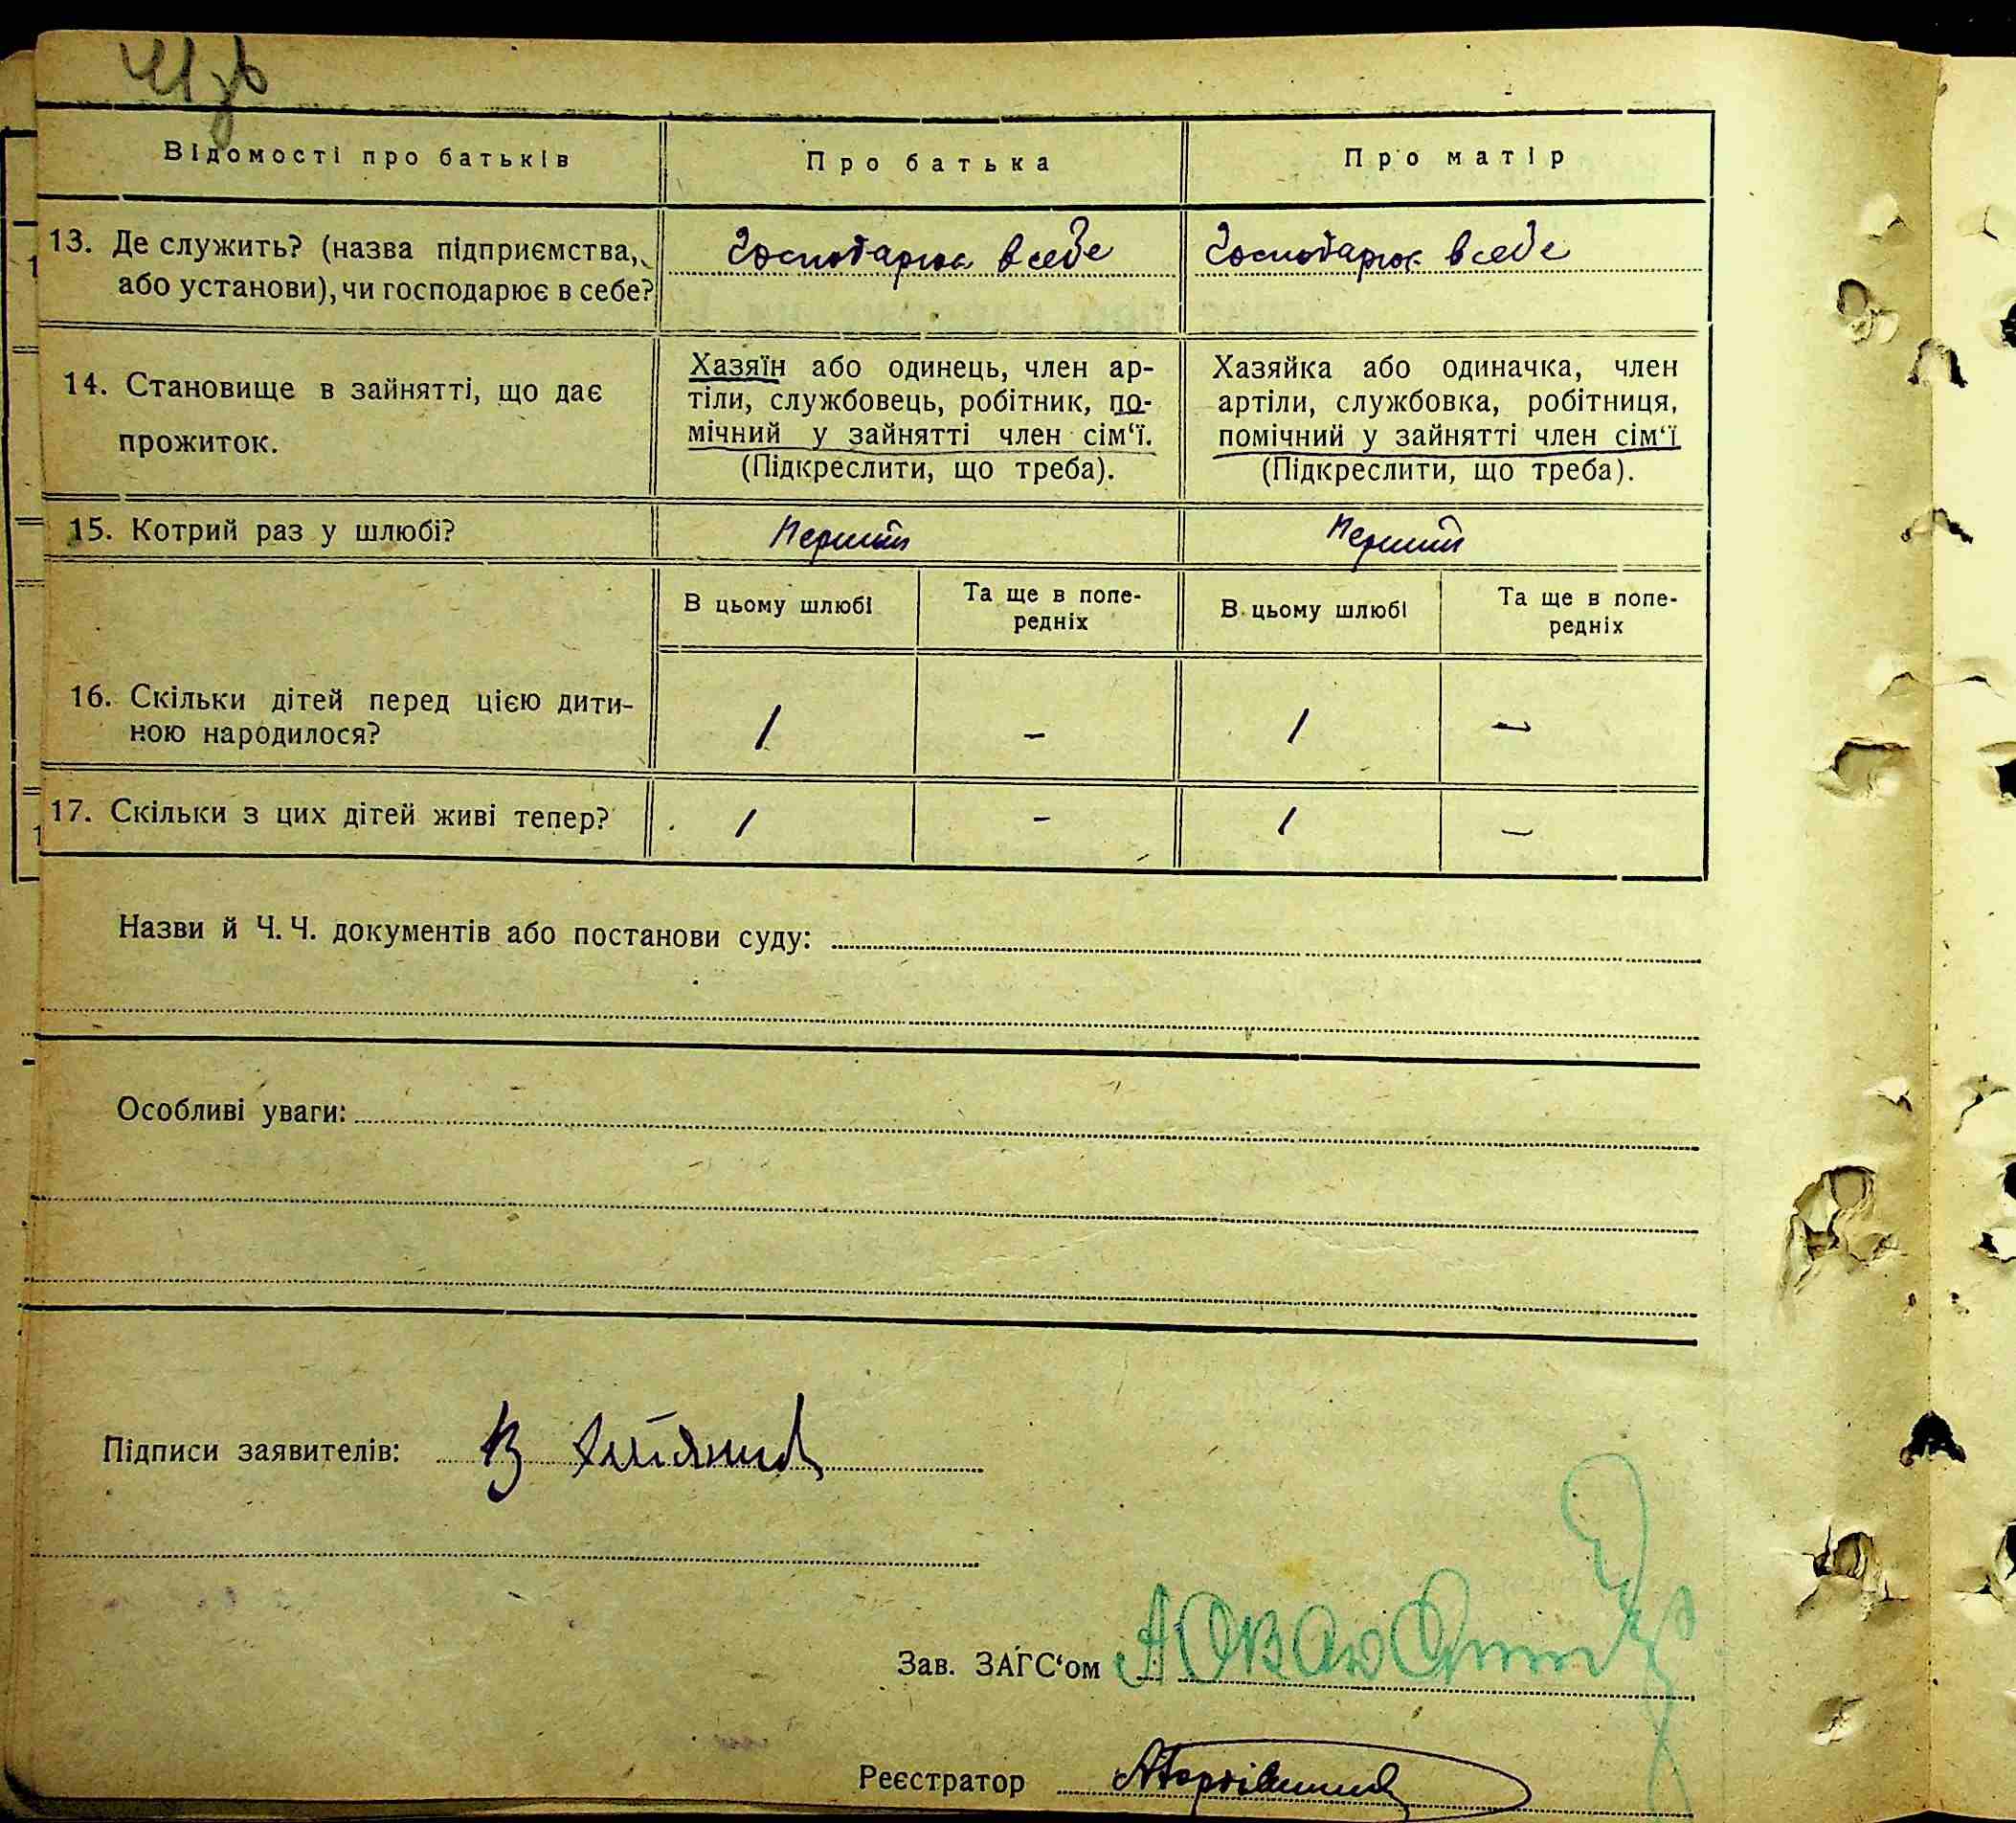 Відомості про батьків
Про батька
Про матір
13. Де служить? (назва підприємства,
або установи), чи господарює в себе?
Господарює в себе
Господарює в себе
14. Становище в зайнятті, що дає
прожиток.
Хазяїн або одинець, член ар-
тіли, службовець, робітник, по-
мічний у зайнятті член сім‘ї.
(Підкреслити, що треба).
Хазяйка або одиначка, член
артіли, службовка, робітниця,
помічний у зайнятті член сім‘ї
(Підкреслити, що треба).
15. Котрий раз у шлюбі?
Перший
Перший
В цьому шлюбі
Та ще в попе-
редніх
В цьому шлюбі
Та ще в попе-
редніх
16. Скільки дітей перед цією дити-
ною народилося?
1
-
1
-
17. Скільки з цих дітей живі тепер?
1
-
1
-
Назви й Ч. Ч. документів або постанови суду:
Особливі уваги:
Підписи заявителів: В
Зав. ЗАГС‘ом
Реєстратор